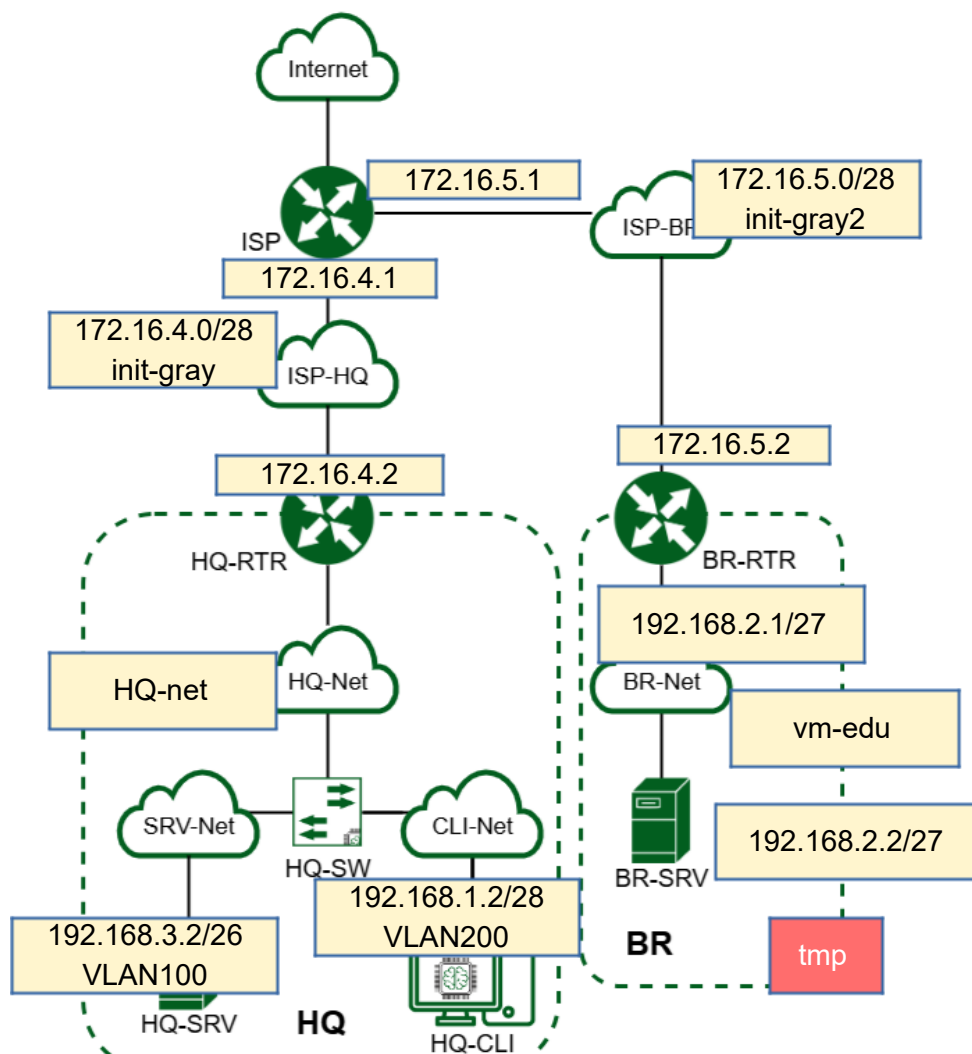 Internet
172.16.5.1
172.16.5.0/28
init-gray2
ISP-BR
ISP
172.16.4.1
172.16.4.0/28
init-gray
ISP-HQ
172.16.5.2
172.16.4.2
HQ-RTR
BR-RTR
192.168.2.1/27
HQ-net
HQ-Net
BR-Net
vm-edu
SRV-Net
CLI-Net
HQ-SW
192.168.2.2/27
BR-SRV
192.168.1.2/28
VLAN200
192.168.3.2/26
VLAN100
BR
tmp
HQ-SRV
HQ
HQ-CLI